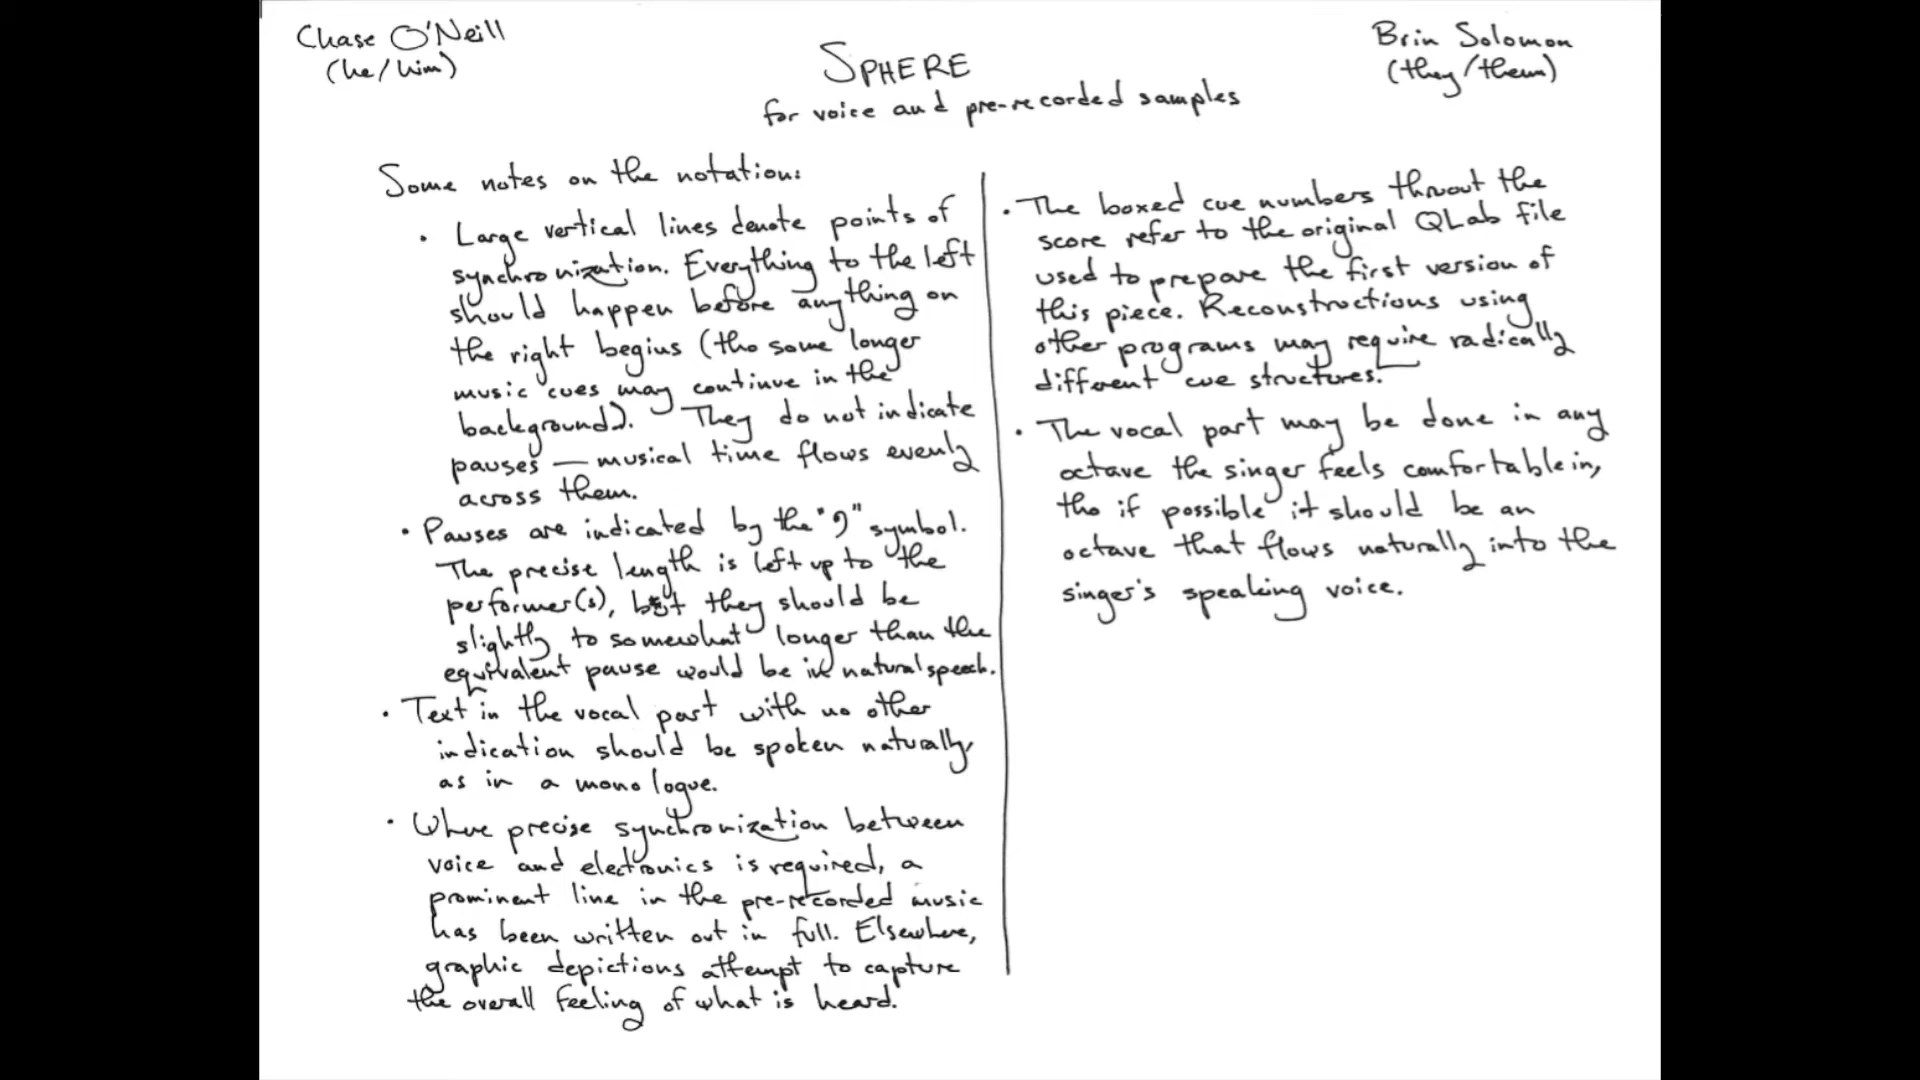 Chase O'Neill
(he/him)
SPHERE
for voice and pre-recorded samples
Brin Solomon
(they/them)
Some notes on the notation:
• Large vertical lines denote points of
synchronization. Everything to the left
should happen before anything on
the right begins (tho some longer
music cues may continue in the
background). They do not indicate
pauses — musical time flows evenly
across them.
• Pauses are indicated by the "9" symbol.
The precise length is left up to the
performer(s), but they should be
slightly to somewhat longer than the
equivalent pause would be in natural speech.
• Text in the vocal part with no other
indication should be spoken naturally,
as in a monologue.
• Where precise synchronization between
voice and electronics is required, a
prominent line in the pre-recorded music
has been written out in full. Elsewhere,
graphic depictions attempt to capture
the overall feeling of what is heard.
• The boxed cue numbers thruout the
score refer to the original QLab file
used to prepare the first version of
this piece. Reconstructions using
other programs may require radically
different cue structures.
• The vocal part may be done in any
octave the singer feels comfortable in,
tho if possible it should be an
octave that flows naturally into the
singer's speaking voice.